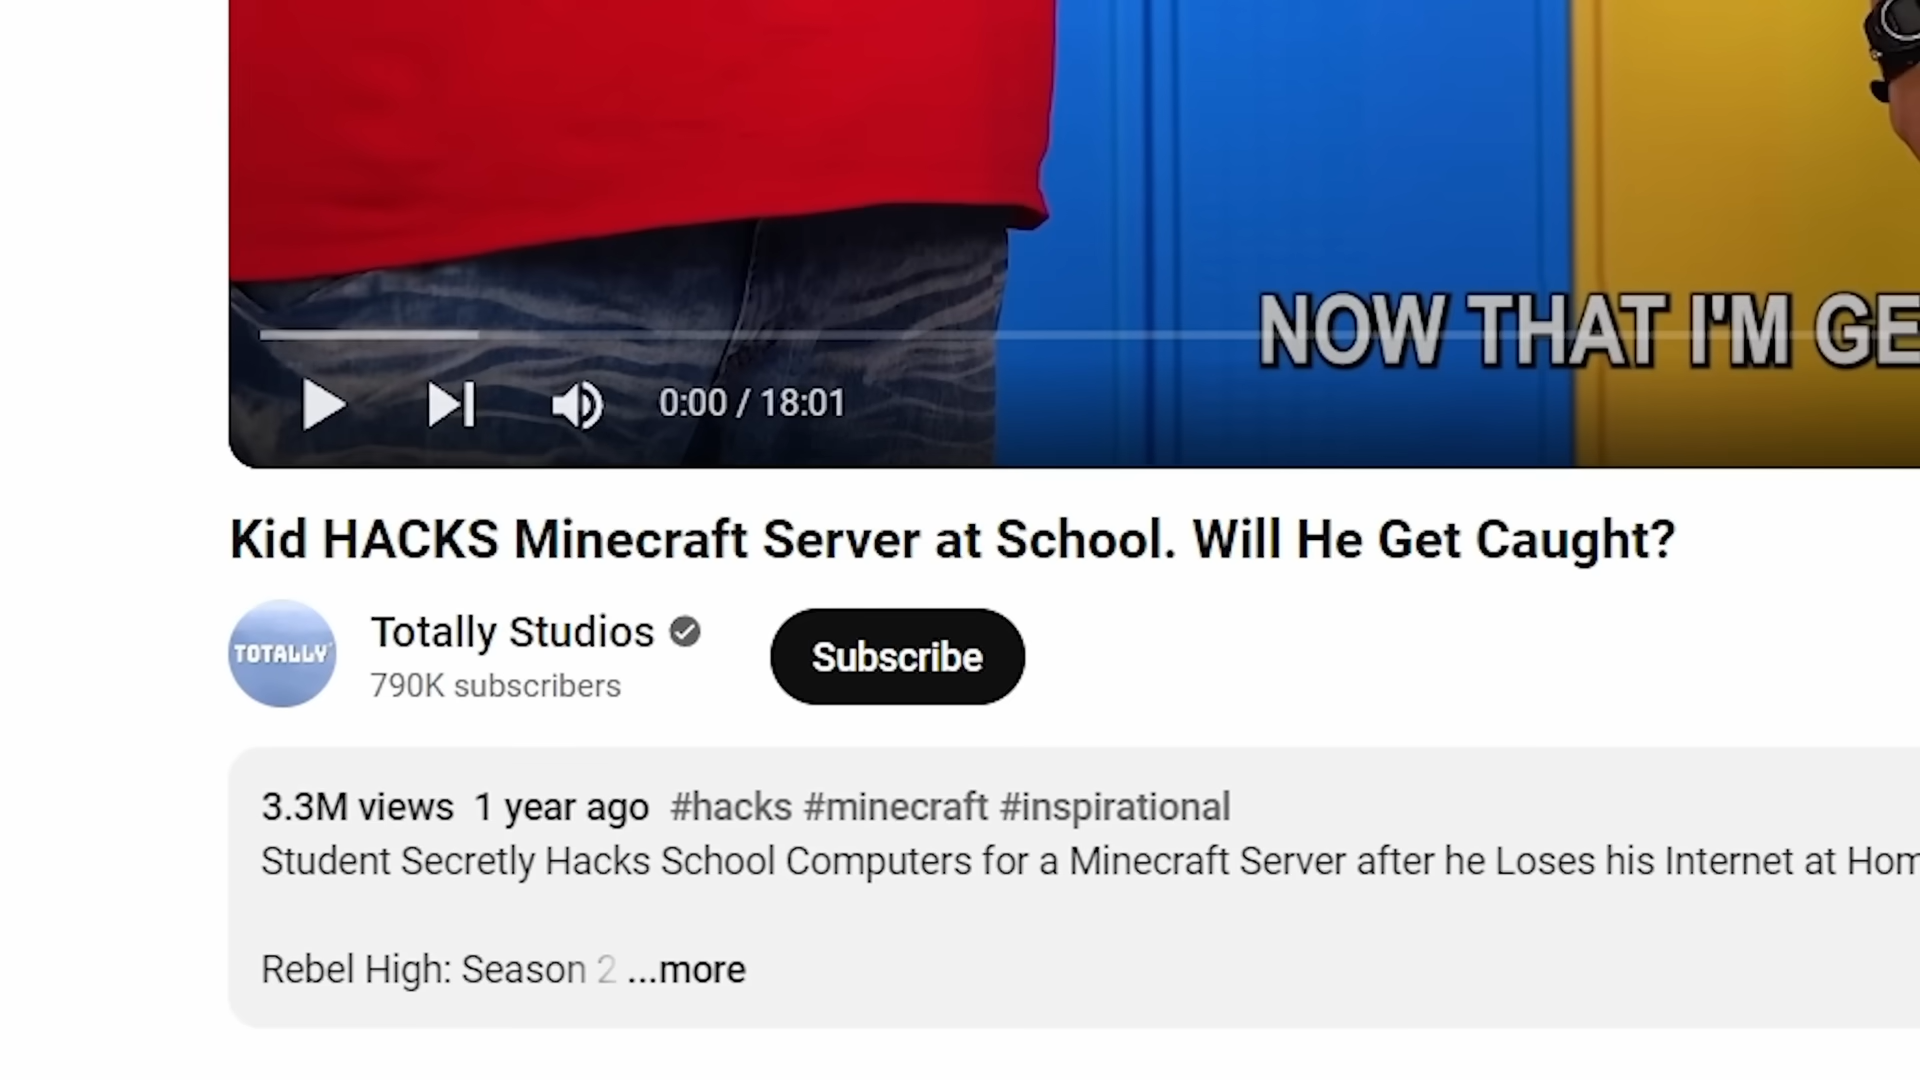 NOW THAT I'M GE
0:00 / 18:01
Kid HACKS Minecraft Server at School. Will He Get Caught?
TOTALLY
Totally Studios
790K subscribers
Subscribe
3.3M views 1 year ago #hacks #minecraft #inspirational
Student Secretly Hacks School Computers for a Minecraft Server after he Loses his Internet at Hom
Rebel High: Season 2 ...more